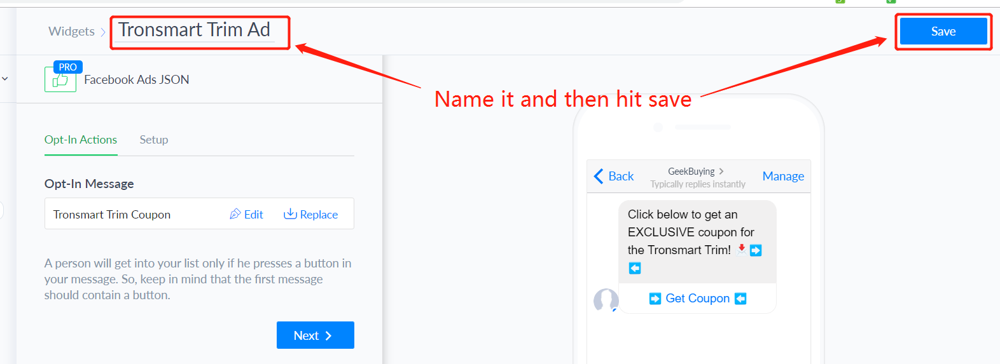 Widgets > Tronsmart Trim Ad
Save
PRO
Facebook Ads JSON
Name it and then hit save
Opt-In Actions
Setup
Opt-In Message
Tronsmart Trim Coupon
Edit
Replace
A person will get into your list only if he presses a button in
your message. So, keep in mind that the first message
should contain a button.
Next >
Back
GeekBuying >
Typically replies instantly
Manage
Click below to get an
EXCLUSIVE coupon for
the Tronsmart Trim! 📩➡️
⬅️
➡️ Get Coupon ⬅️